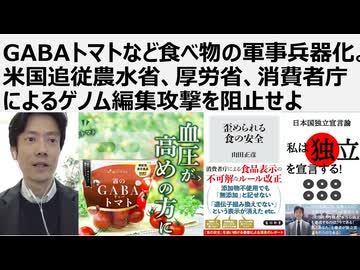 GABAトマトなど食べ物の軍事兵器化。
米国追従農水省、厚労省、消費者庁
によるゲノム編集攻撃を阻止せよ
血圧が
高めの方に
GABA
トマト
歪められる
食の安全
山田正彦
消費者庁による食品表示の
不可解なルール改正
添加物不使用でも
「無添加」と記せない
「遺伝子組み換えでない」
という表示が消えた etc.
日本国独立宣言論
私は独立
を宣言する!